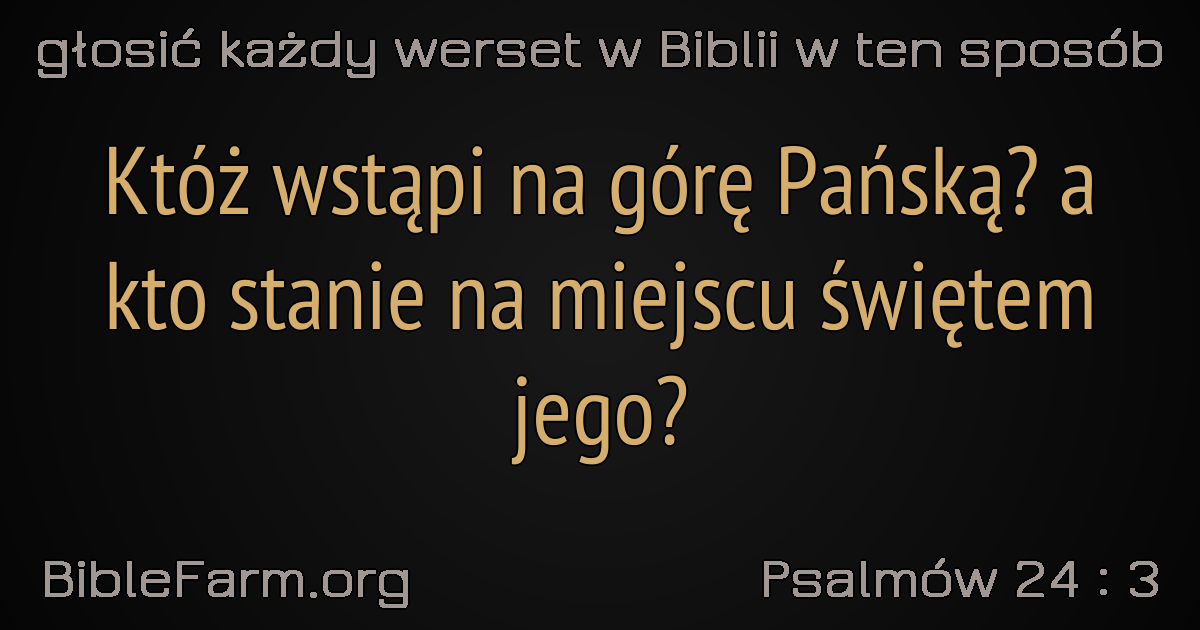 głosić każdy werset w Biblii w ten sposób
Któż wstąpi na górę Pańską? a
kto stanie na miejscu świętem
jego?
BibleFarm.org
Psalmów 24 : 3